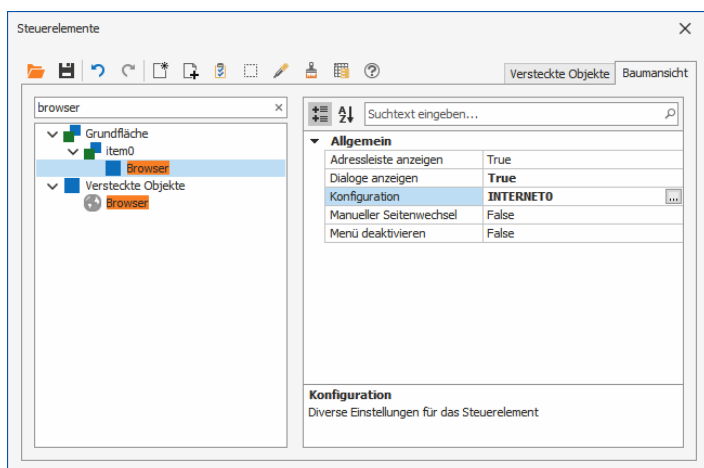 Steuerelemente
Versteckte Objekte
Baumansicht
browser
Grundfläche
item0
Browser
Versteckte Objekte
Browser
Suchtext eingeben...
Allgemein
Adressleiste anzeigen True
Dialoge anzeigen True
Konfiguration INTERNET0 ...
Manueller Seitenwechsel False
Menü deaktivieren False
Konfiguration
Diverse Einstellungen für das Steuerelement